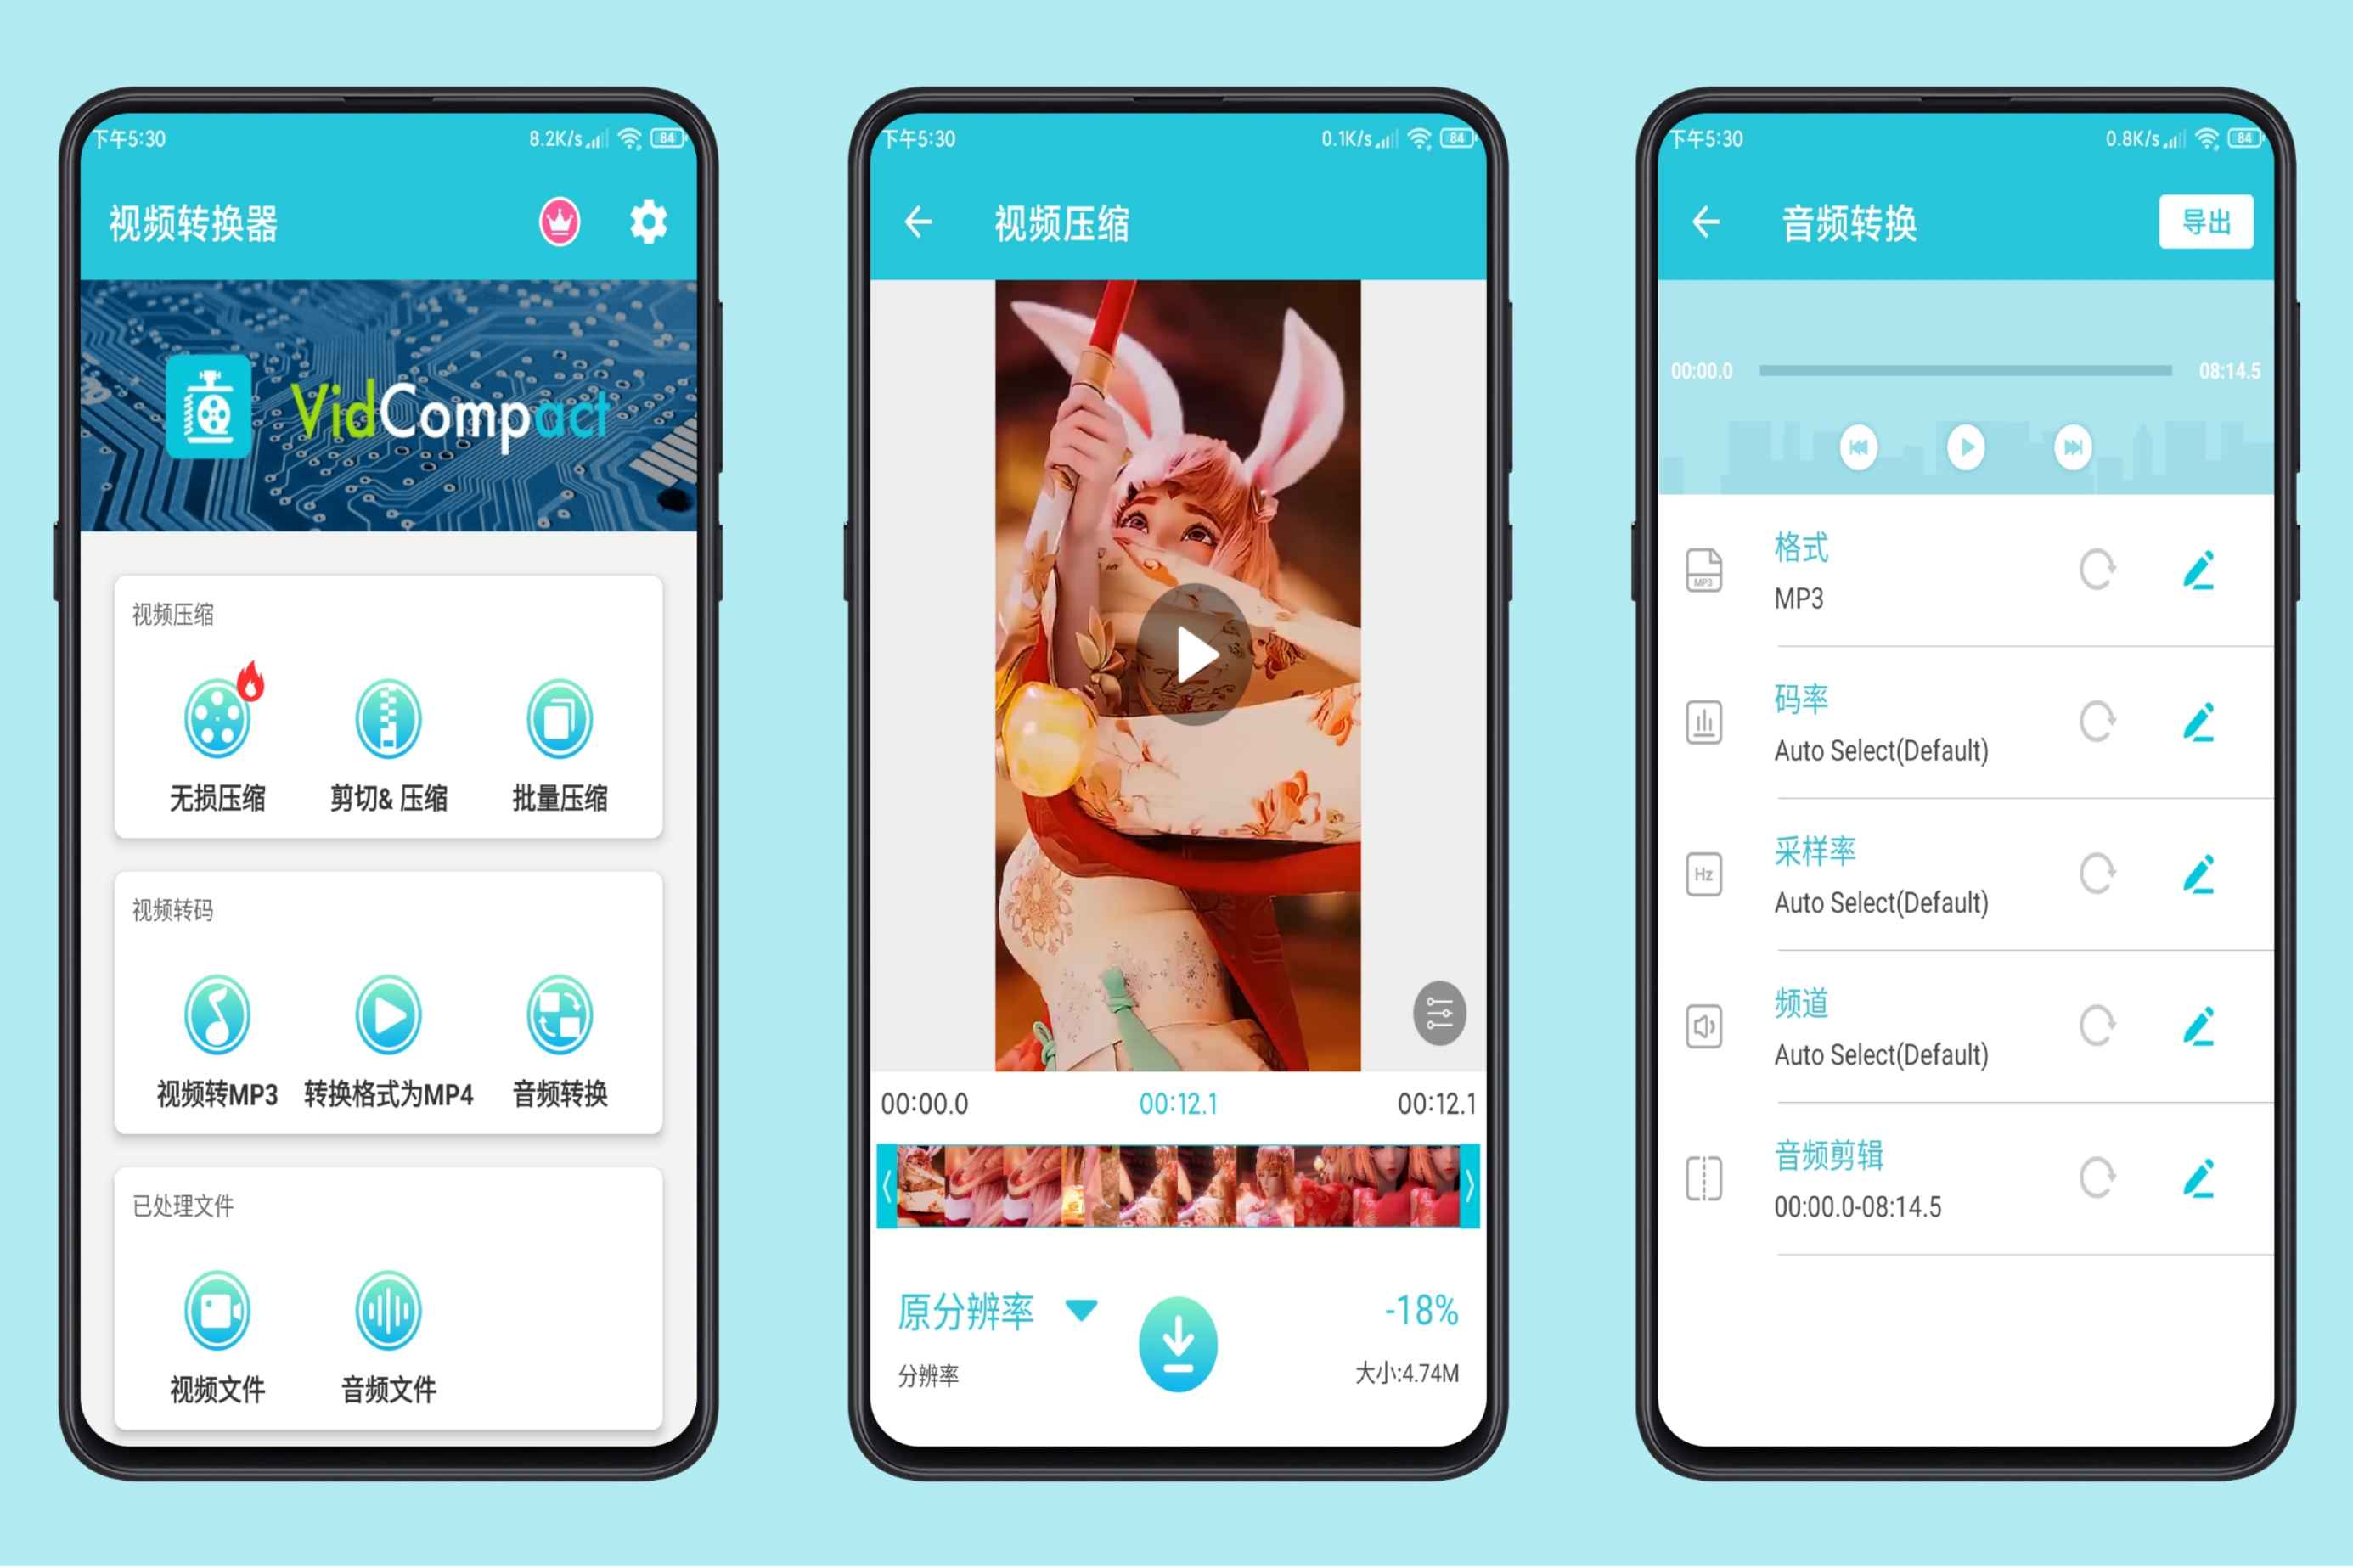 下午5:30
8.2K/s
84
视频转换器
VidCompact
视频压缩
无损压缩
剪切& 压缩
批量压缩
视频转码
视频转MP3
转换格式为MP4
音频转换
已处理文件
视频文件
音频文件
下午5:30
0.1K/s
84
视频压缩
00:00.0
00:12.1
00:12.1
原分辨率
-18%
分辨率
大小:4.74M
下午5:30
0.8K/s
84
音频转换
导出
00:00.0
08:14.5
格式
MP3
MP3
码率
Auto Select(Default)
采样率
Hz
Auto Select(Default)
频道
Auto Select(Default)
音频剪辑
00:00.0-08:14.5